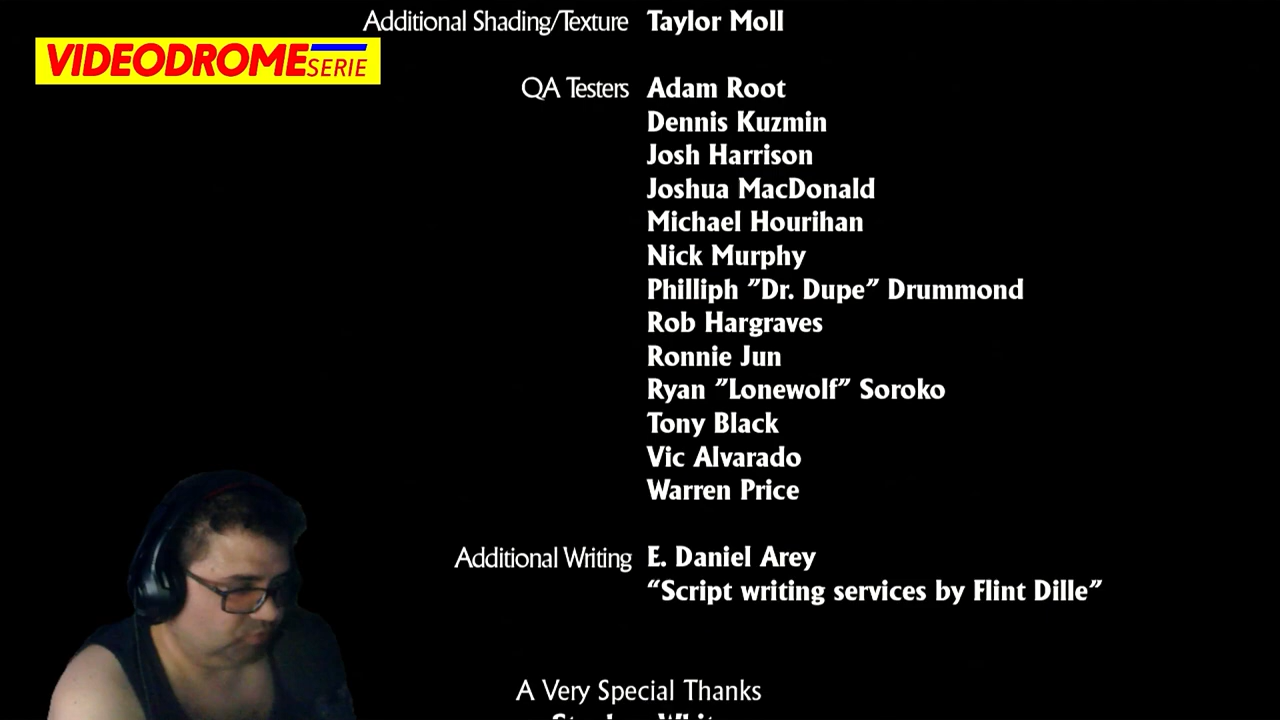 Additional Shading/Texture Taylor Moll
VIDEODROME SERIE
QA Testers Adam Root
Dennis Kuzmin
Josh Harrison
Joshua MacDonald
Michael Hourihan
Nick Murphy
Philliph "Dr. Dupe" Drummond
Rob Hargraves
Ronnie Jun
Ryan "Lonewolf" Soroko
Tony Black
Vic Alvarado
Warren Price
Additional Writing E. Daniel Arey
“Script writing services by Flint Dille”
A Very Special Thanks